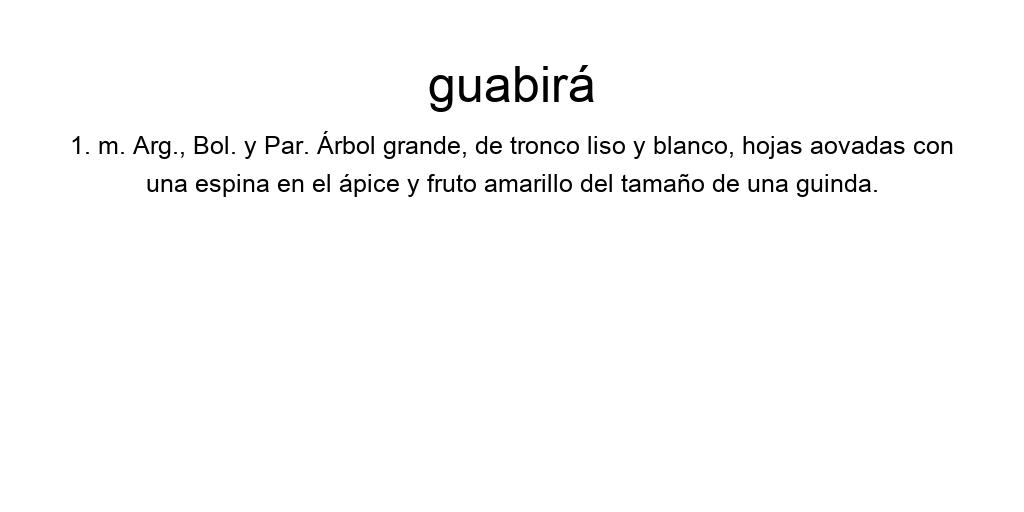 guabirá
1. m. Arg., Bol. y Par. Árbol grande, de tronco liso y blanco, hojas aovadas con
una espina en el ápice y fruto amarillo del tamaño de una guinda.